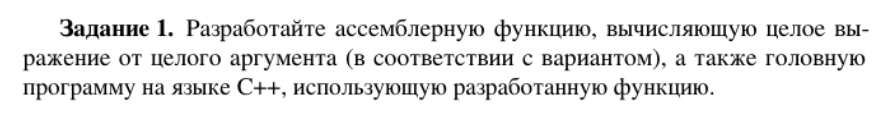 Задание 1. Разработайте ассемблерную функцию, вычисляющую целое вы-
ражение от целого аргумента (в соответствии с вариантом), а также головную
программу на языке C++, использующую разработанную функцию.